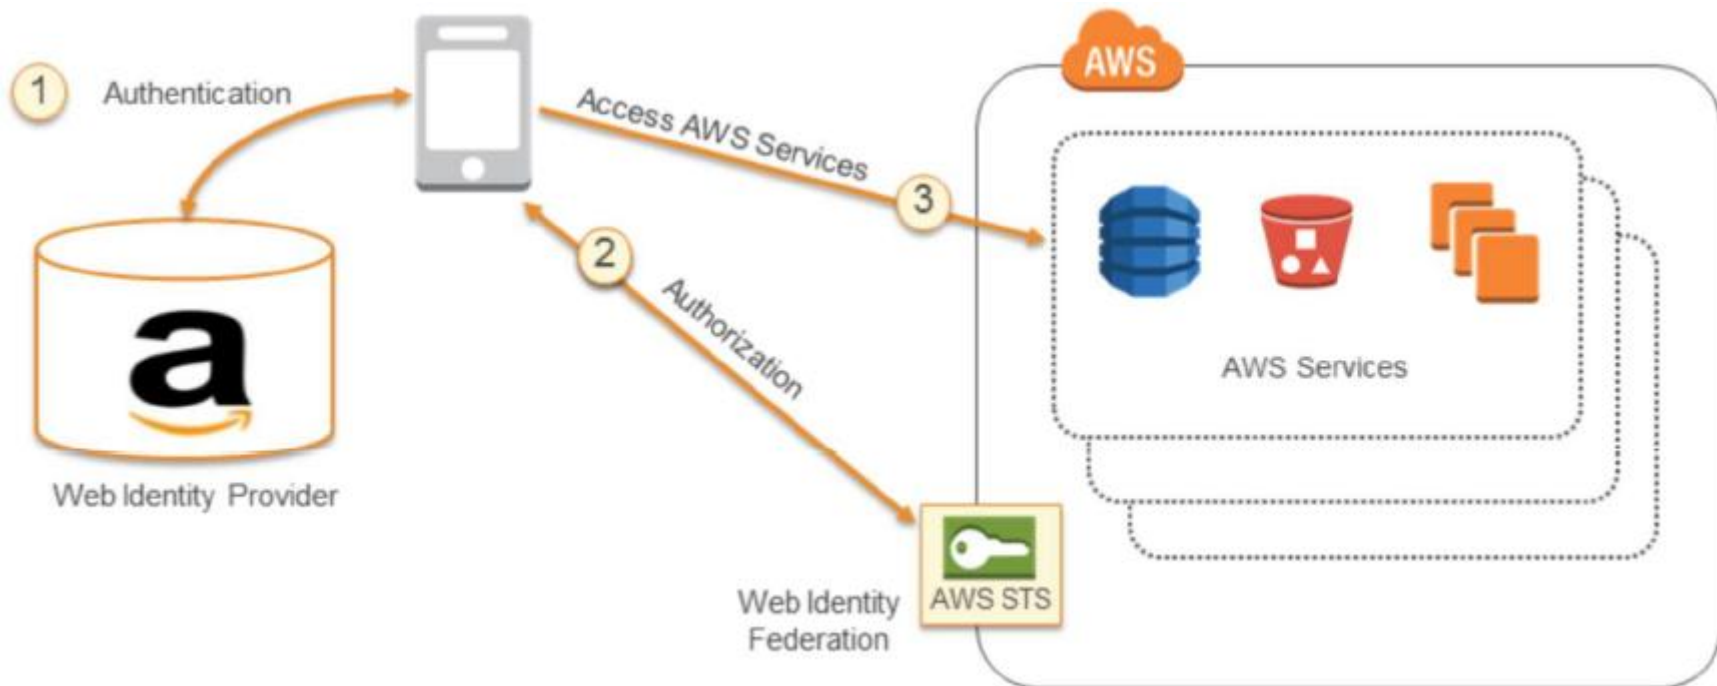 1
Authentication
Access AWS Services
3
2
Authorization
a
Web Identity Provider
AWS
AWS Services
AWS STS
Web Identity
Federation